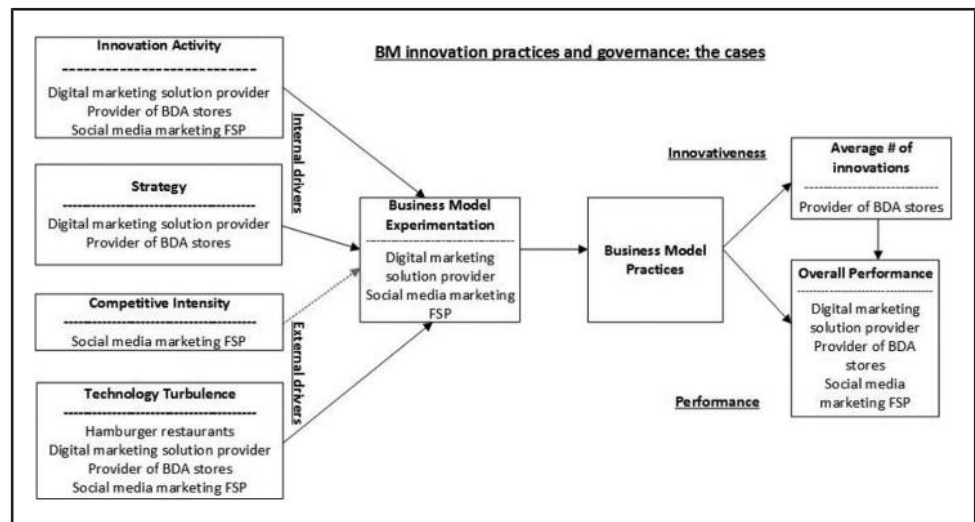 BM innovation practices and governance: the cases
Innovation Activity
Digital marketing solution provider
Provider of BDA stores
Social media marketing FSP
Internal drivers
Strategy
Digital marketing solution provider
Provider of BDA stores
Competitive Intensity
Social media marketing FSP
External drivers
Technology Turbulence
Hamburger restaurants
Digital marketing solution provider
Provider of BDA stores
Social media marketing FSP
Business Model
Experimentation
Digital marketing
solution provider
Social media marketing
FSP
Business Model
Practices
Innovativeness
Average # of
innovations
Provider of BDA stores
Overall Performance
Digital marketing
solution provider
Provider of BDA
stores
Social media
marketing FSP
Performance